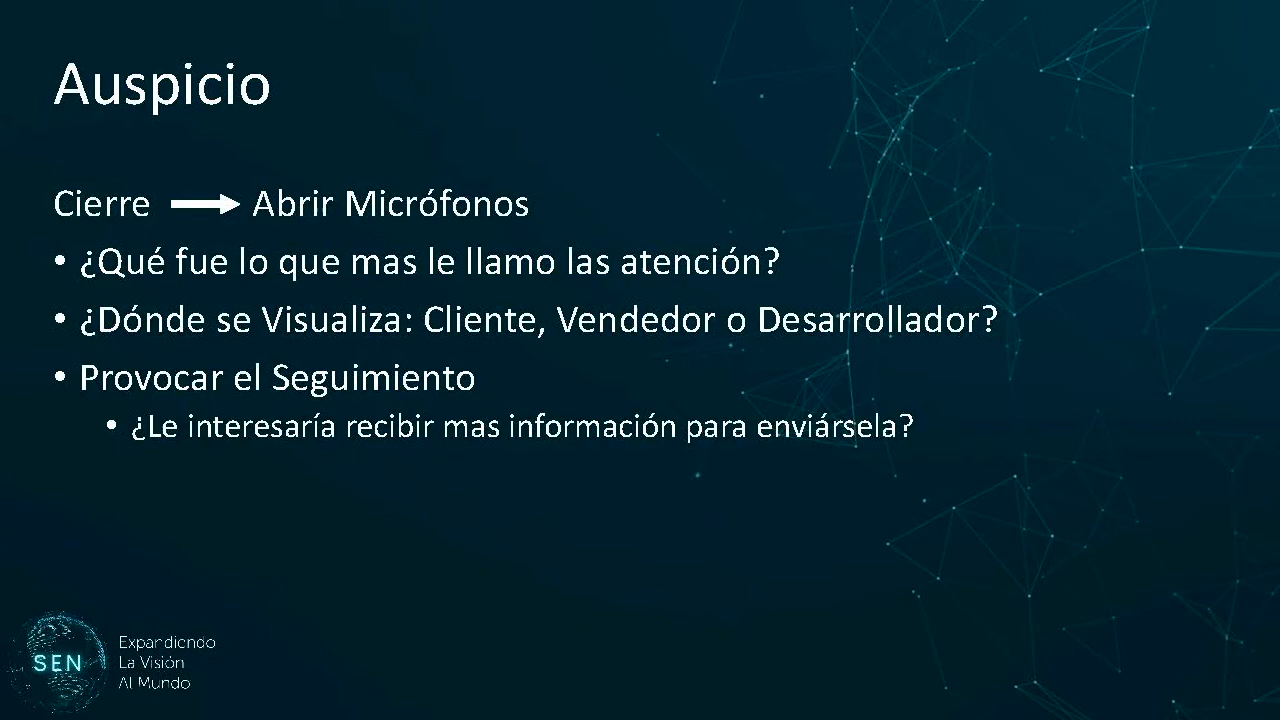 Auspicio
Cierre → Abrir Micrófonos
• ¿Qué fue lo que mas le llamo las atención?
• ¿Dónde se Visualiza: Cliente, Vendedor o Desarrollador?
• Provocar el Seguimiento
• ¿Le interesaría recibir mas información para enviársela?
SEN
Expandiendo
La Visión
Al Mundo